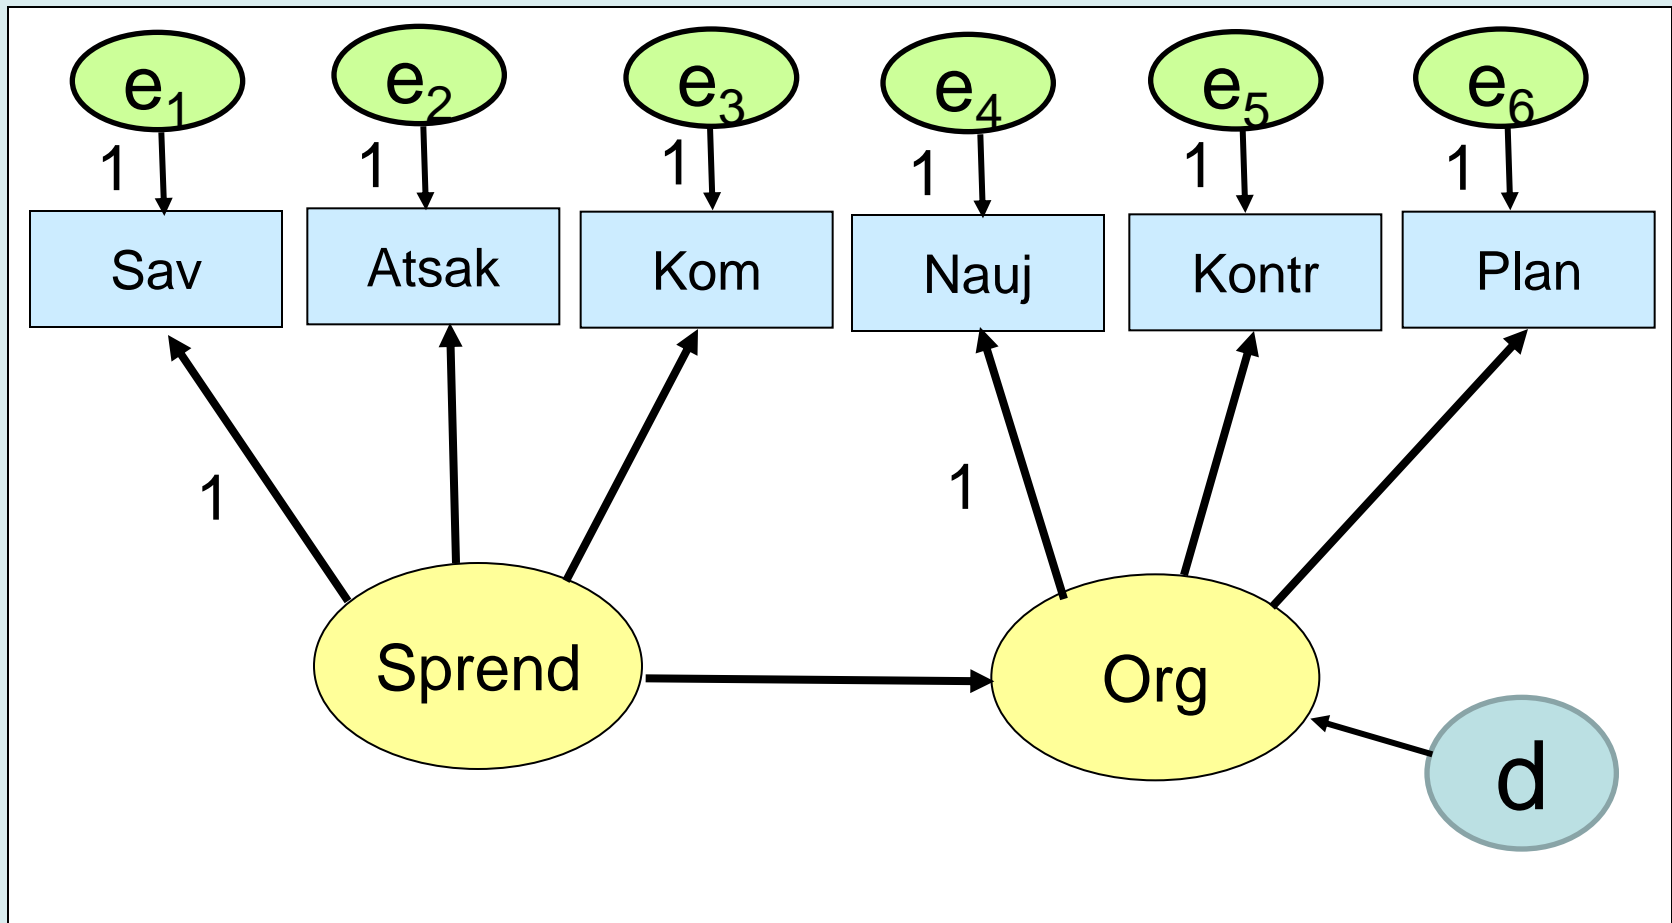 e1 e2 e3 e4 e5 e6
1 1 1 1 1 1
Sav Atsak Kom Nauj Kontr Plan
1 1
Sprend Org
d